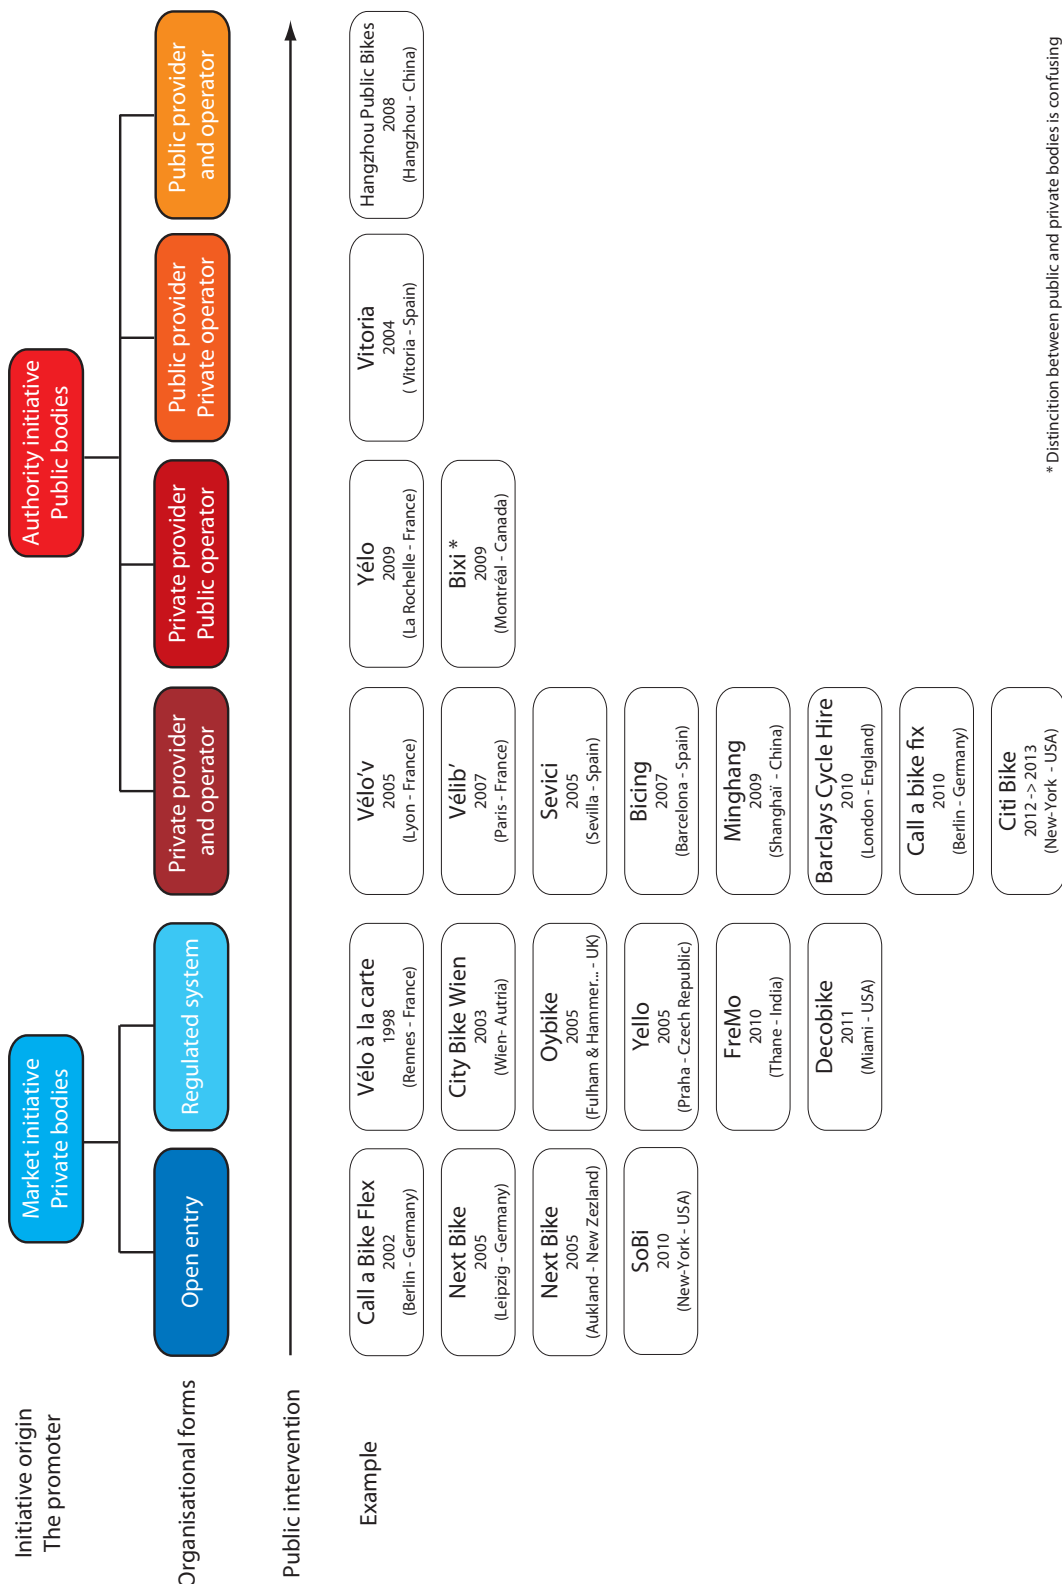 Initiative origin
The promoter
Market initiative
Private bodies
Authority initiative
Public bodies
Organisational forms
Open entry
Regulated system
Private provider
and operator
Private provider
Public operator
Public provider
Private operator
Public provider
and operator
Public intervention
Example
Call a Bike Flex
2002
(Berlin - Germany)
Next Bike
2005
(Leipzig - Germany)
Next Bike
2005
(Aukland - New Zezland)
SoBi
2010
(New-York - USA)
Vélo à la carte
1998
(Rennes - France)
City Bike Wien
2003
(Wien- Autria)
Oybike
2005
(Fulham & Hammer... - UK)
Yello
2005
(Praha - Czech Republic)
FreMo
2010
(Thane - India)
Decobike
2011
(Miami - USA)
Vélo'v
2005
(Lyon - France)
Vélib'
2007
(Paris - France)
Sevici
2005
(Sevilla - Spain)
Bicing
2007
(Barcelona - Spain)
Minghang
2009
(Shanghaï - China)
Barclays Cycle Hire
2010
(London - England)
Call a bike fix
2010
(Berlin - Germany)
Citi Bike
2012 -> 2013
(New-York - USA)
Yélo
2009
(La Rochelle - France)
Bixi *
2009
(Montréal - Canada)
Vitoria
2004
( Vitoria - Spain)
Hangzhou Public Bikes
2008
(Hangzhou - China)
* Distincition between public and private bodies is confusing